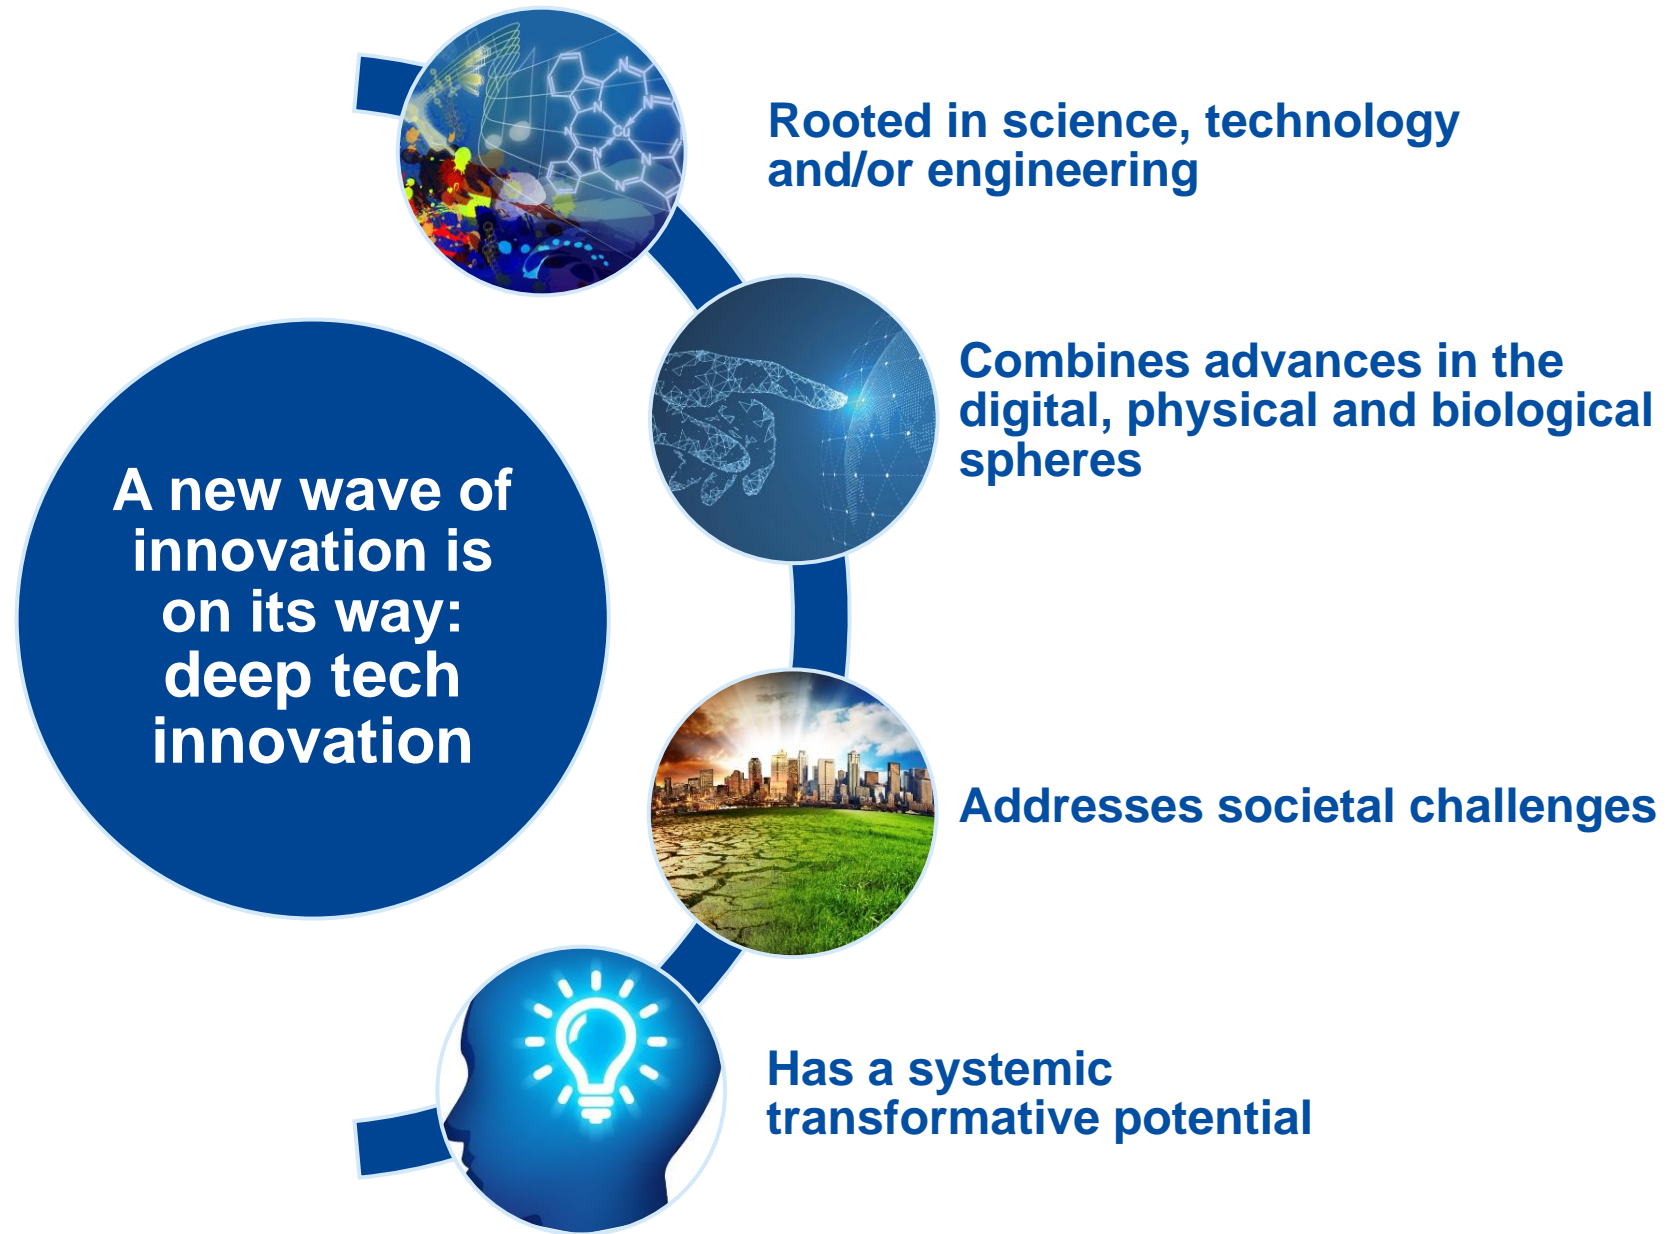 A new wave of
innovation is
on its way:
deep tech
innovation
Rooted in science, technology
and/or engineering
Combines advances in the
digital, physical and biological
spheres
Addresses societal challenges
Has a systemic
transformative potential
N
N
N
N
Cu
N
N
N